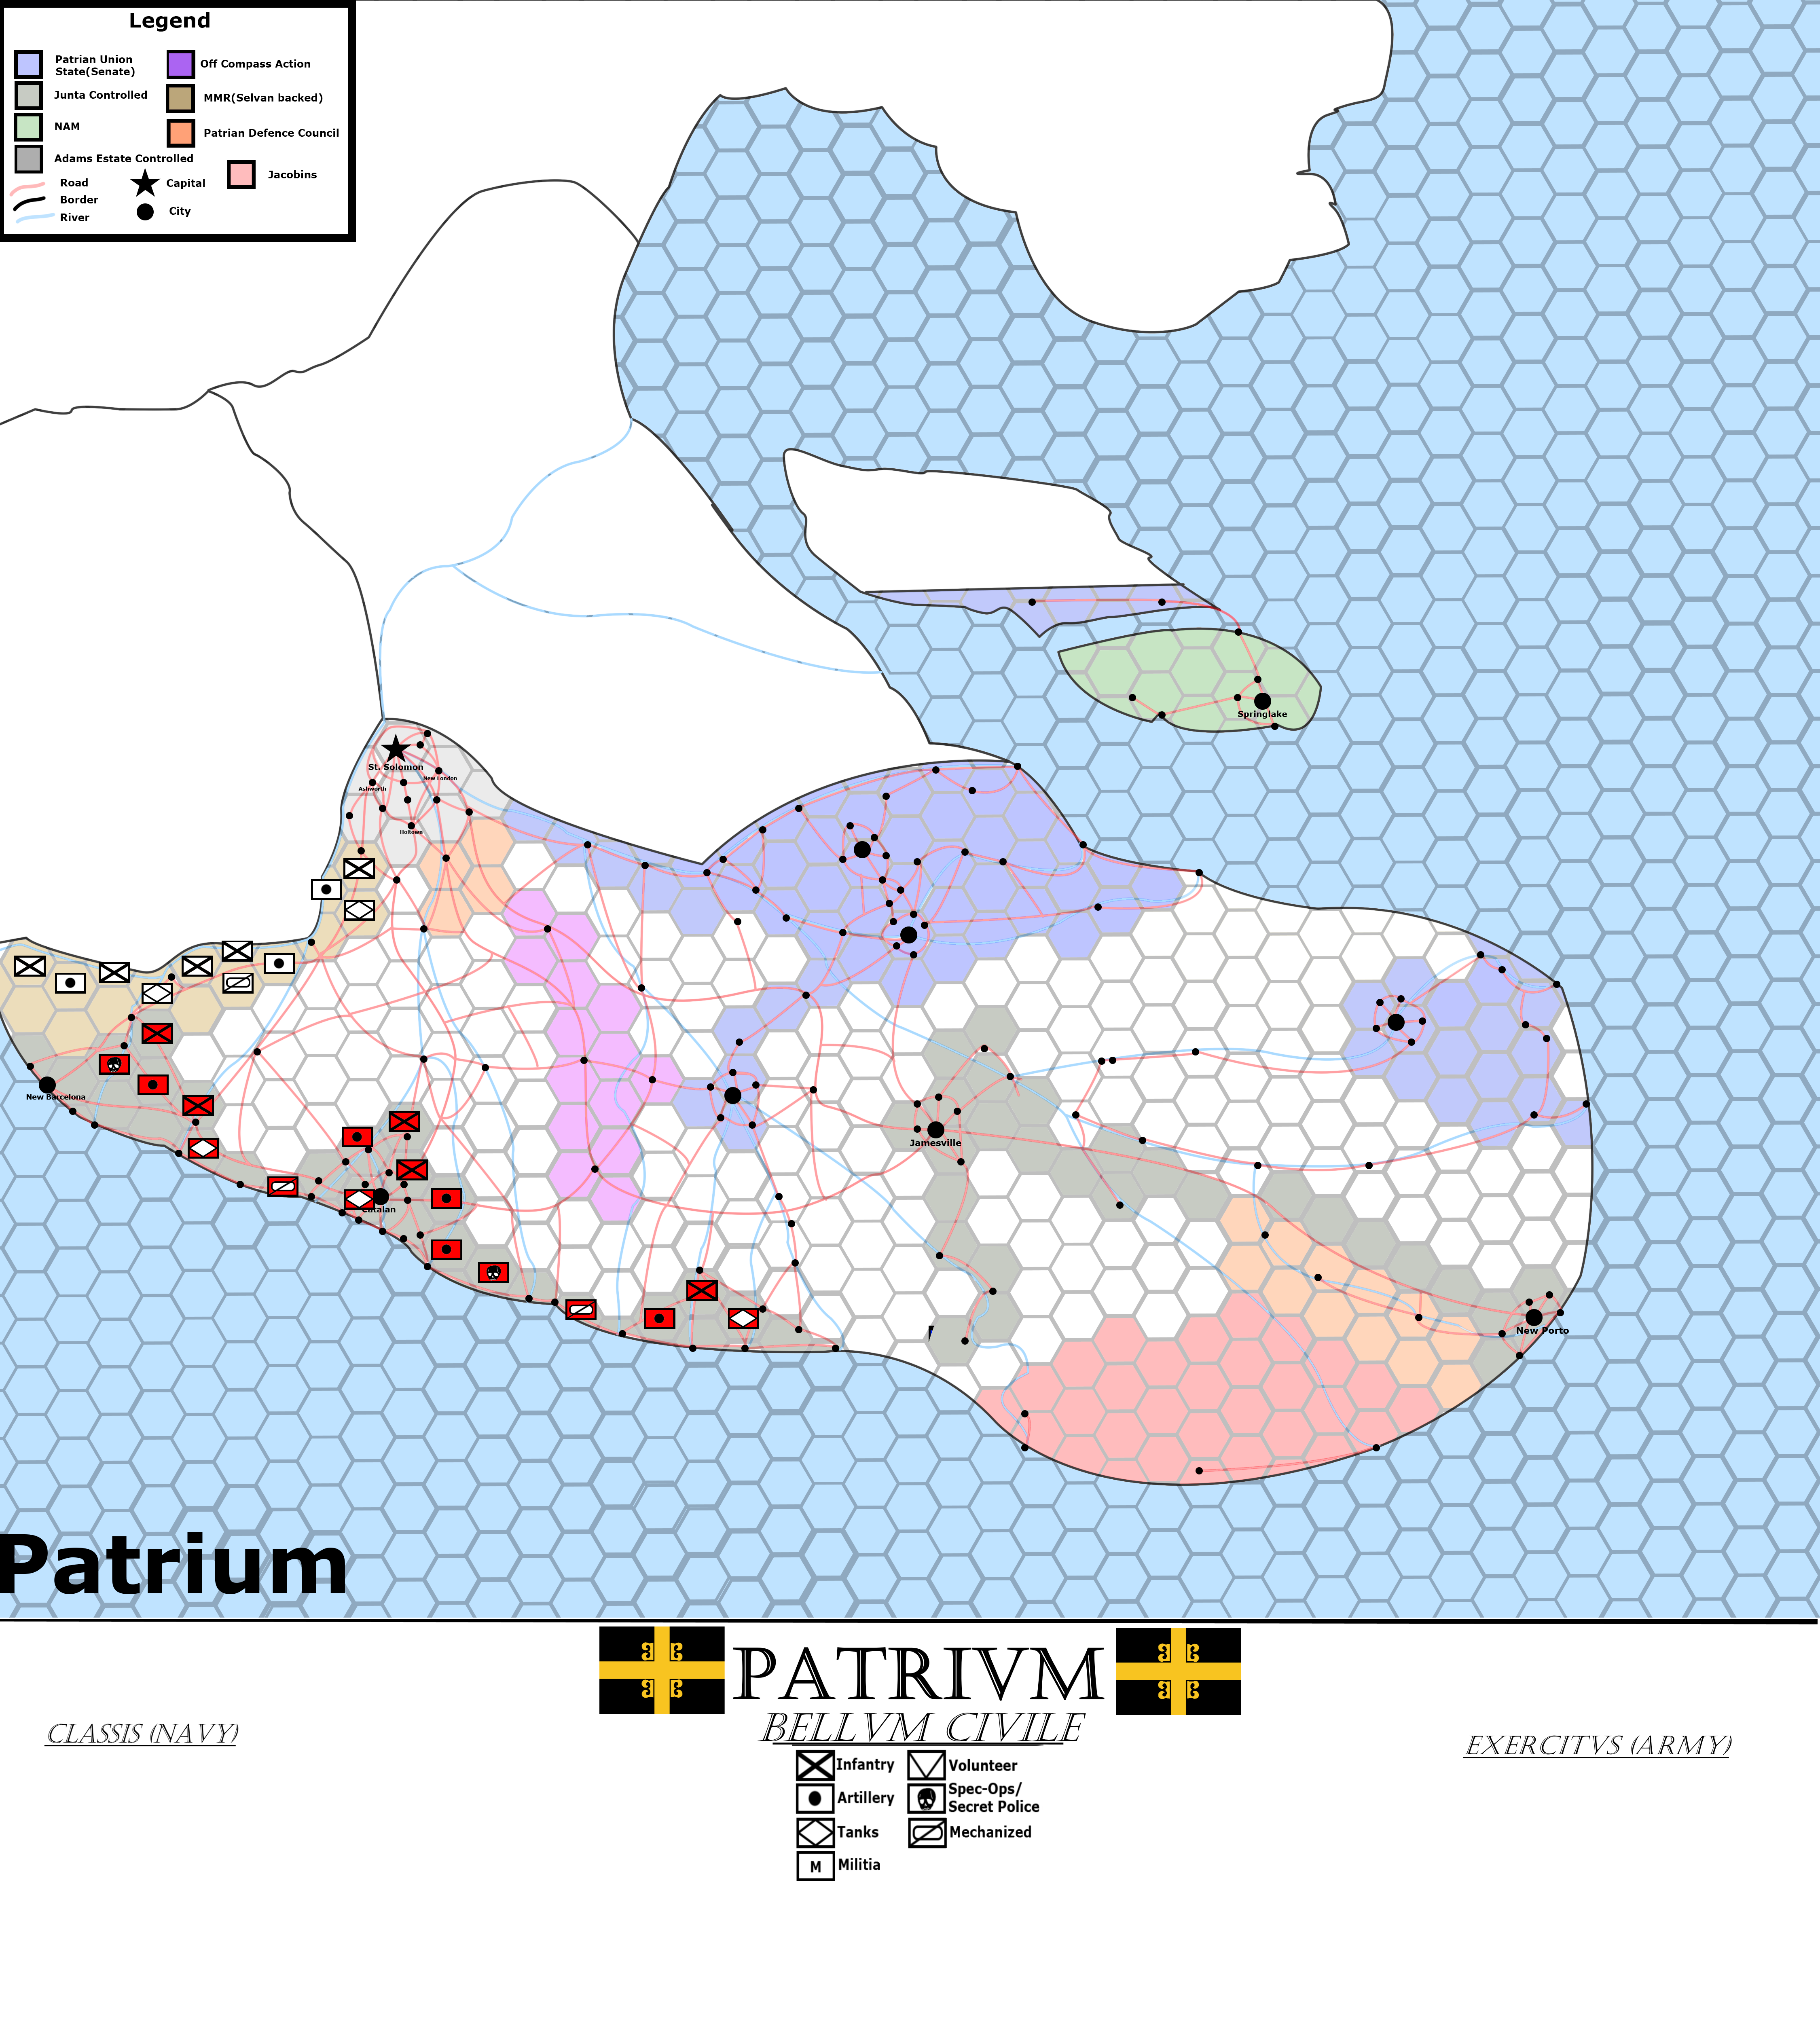 Legend
Patrian Union
State(Senate)
Off Compass Action
Junta Controlled
MMR(Selvan backed)
NAM
Patrian Defence Council
Adams Estate Controlled
Jacobins
Road
Capital
Border
City
River
Springlake
St. Solomon
New London
Ashworth
Holtown
New Barcelona
Jamesville
Catalan
New Porto
Patrium
PATRIVM
BELLVM CIVILE
CLASSIS (NAVY)
EXERCITVS (ARMY)
Infantry
Volunteer
Artillery
Spec-Ops/
Secret Police
Tanks
Mechanized
M
Militia